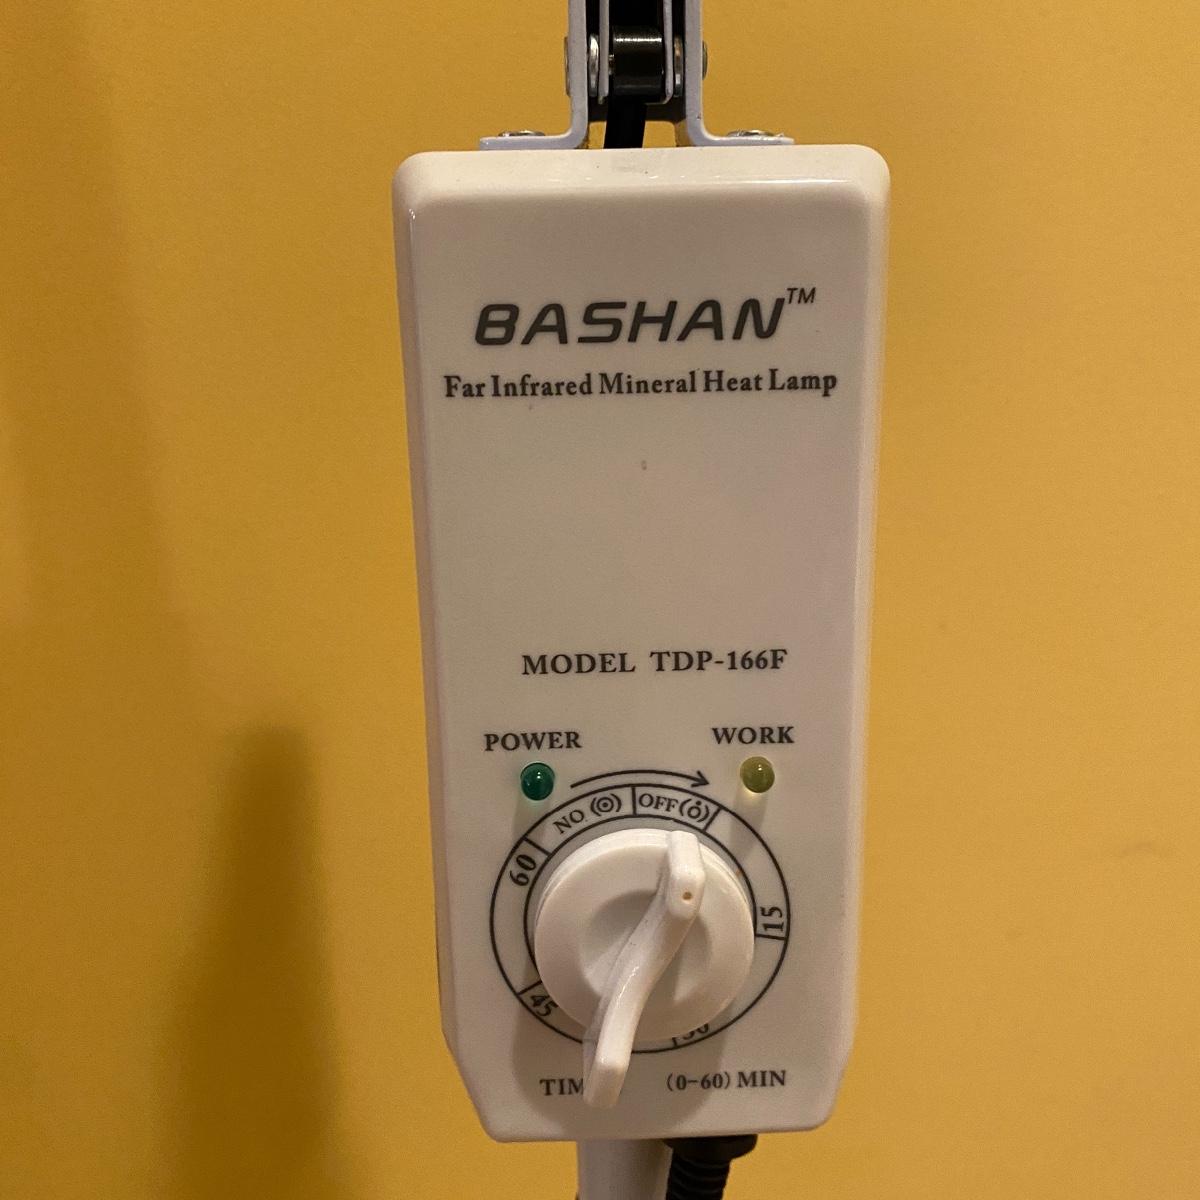 BASHAN™
Far Infrared Mineral Heat Lamp
MODEL TDP-166F
POWER WORK
NO. OFF
60 15
45 30
(0-60) MIN